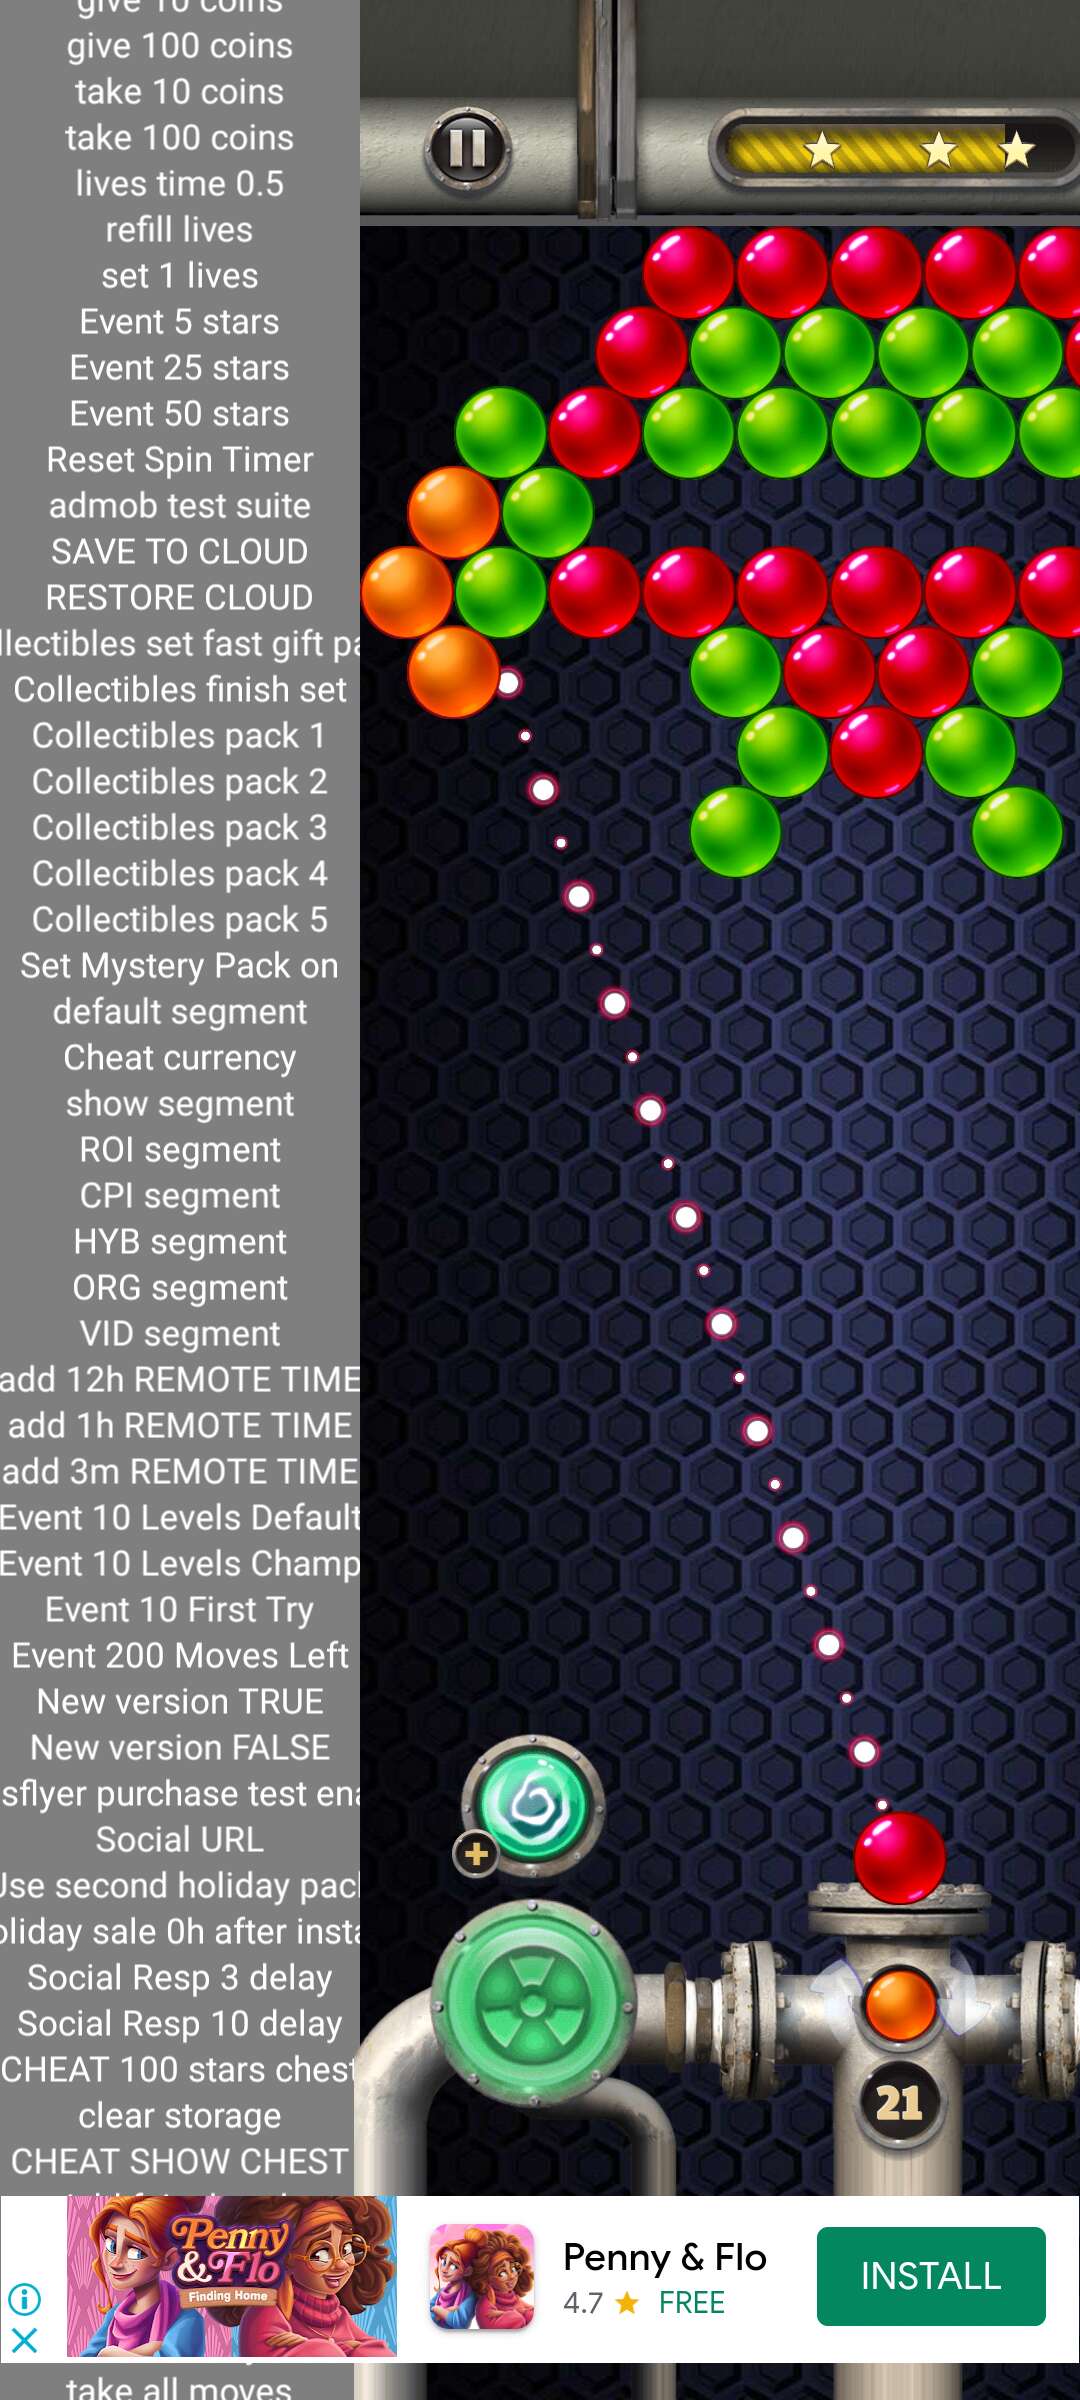 give 10 coins
give 100 coins
take 10 coins
take 100 coins
lives time 0.5
refill lives
set 1 lives
Event 5 stars
Event 25 stars
Event 50 stars
Reset Spin Timer
admob test suite
SAVE TO CLOUD
RESTORE CLOUD
llectibles set fast gift pa
Collectibles finish set
Collectibles pack 1
Collectibles pack 2
Collectibles pack 3
Collectibles pack 4
Collectibles pack 5
Set Mystery Pack on
default segment
Cheat currency
show segment
ROI segment
CPI segment
HYB segment
ORG segment
VID segment
add 12h REMOTE TIME
add 1h REMOTE TIME
add 3m REMOTE TIME
Event 10 Levels Default
Event 10 Levels Champ
Event 10 First Try
Event 200 Moves Left
New version TRUE
New version FALSE
sflyer purchase test ena
Social URL
Use second holiday pack
oliday sale 0h after insta
Social Resp 3 delay
Social Resp 10 delay
CHEAT 100 stars chest
clear storage
CHEAT SHOW CHEST
21
Penny
&Flo
Finding Home
Penny & Flo
4.7 FREE
INSTALL
take all moves